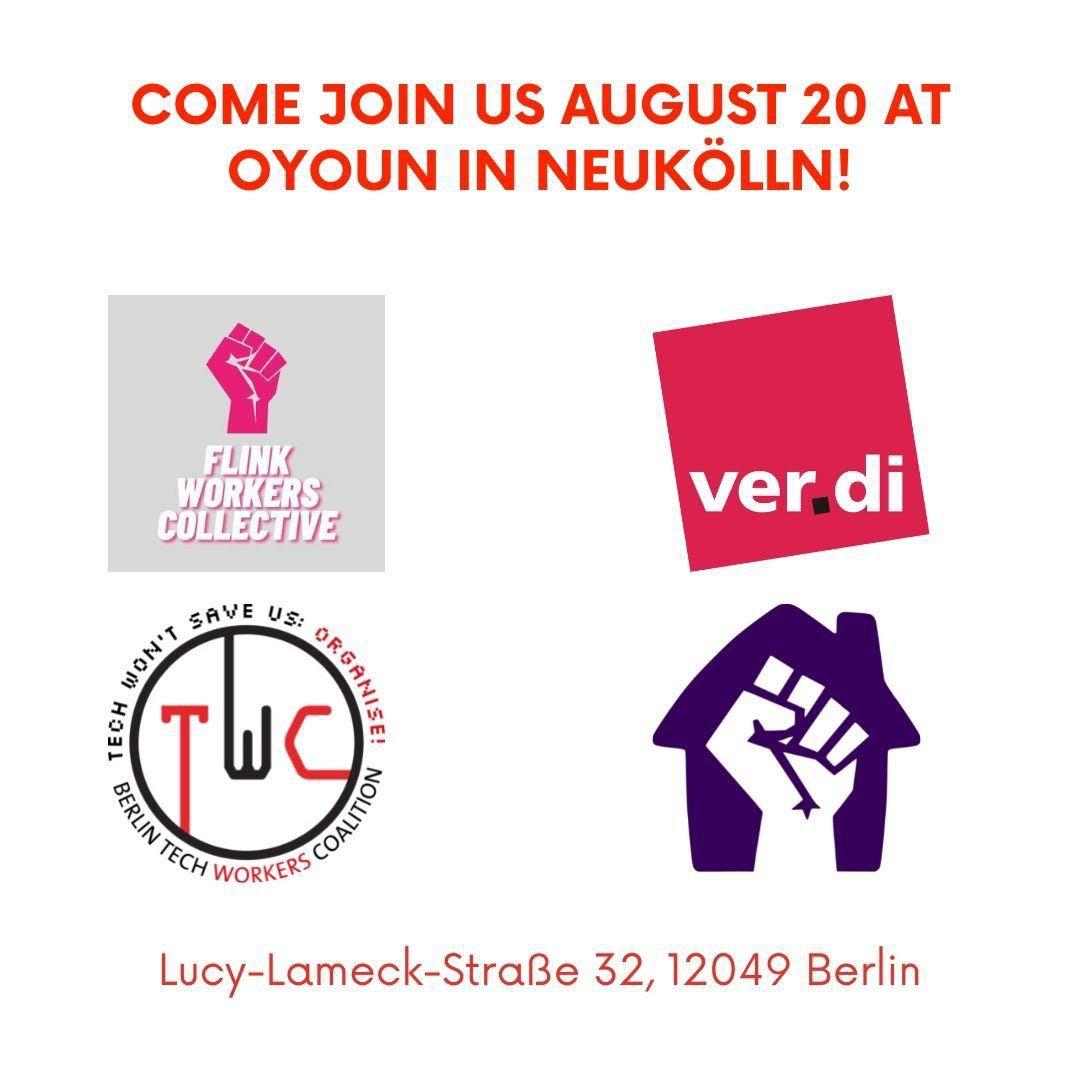 COME JOIN US AUGUST 20 AT
OYOUN IN NEUKÖLLN!
FLINK
WORKERS
COLLECTIVE
ver.di
TECH WON'T SAVE US: ORGANISE!
TWC
BERLIN TECH WORKERS COALITION
Lucy-Lameck-Straße 32, 12049 Berlin